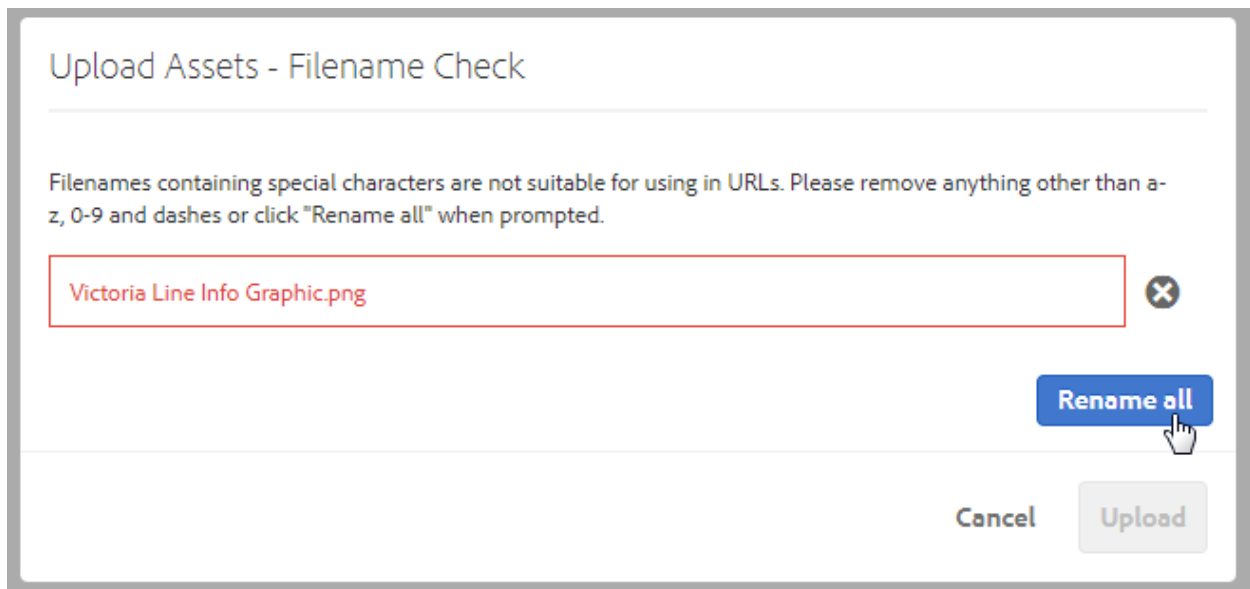 Upload Assets - Filename Check
Filenames containing special characters are not suitable for using in URLs. Please remove anything other than a-
z, 0-9 and dashes or click "Rename all" when prompted.
Victoria Line Info Graphic.png
Rename all
Cancel
Upload